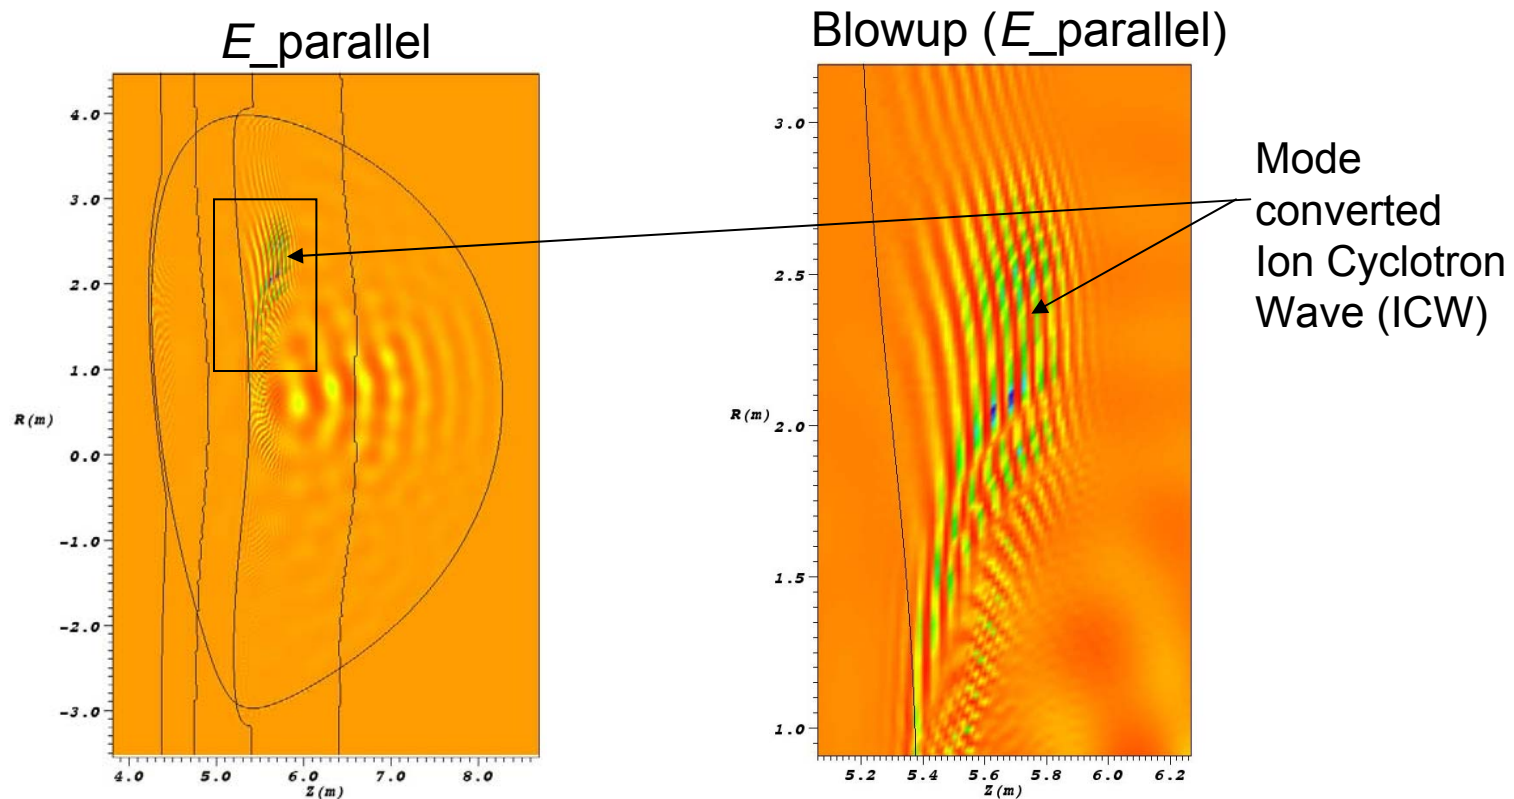 E_parallel
Blowup (E_parallel)
4.0
3.0
2.0
1.0
R(m)
0.0
-1.0
-2.0
-3.0
4.0 5.0 6.0 7.0 8.0
Z(m)
3.0
2.5
R(m)
2.0
1.5
1.0
5.2 5.4 5.6 5.8 6.0 6.2
Z(m)
Mode
converted
Ion Cyclotron
Wave (ICW)